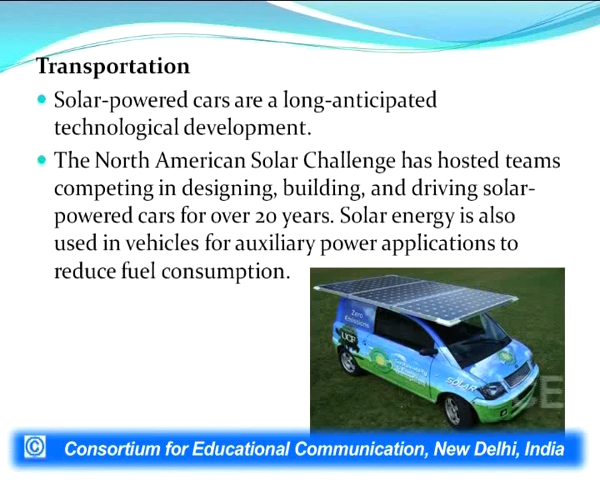 Transportation
• Solar-powered cars are a long-anticipated
technological development.
• The North American Solar Challenge has hosted teams
competing in designing, building, and driving solar-
powered cars for over 20 years. Solar energy is also
used in vehicles for auxiliary power applications to
reduce fuel consumption.
Zero
Emissions
UCF
SOLAR
CE
© Consortium for Educational Communication, New Delhi, India